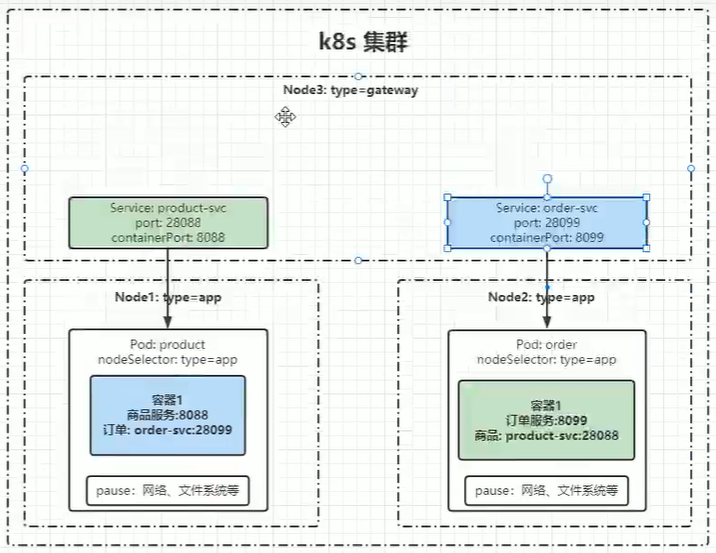 k8s 集群
Node3: type=gateway
Service: product-svc
port: 28088
containerPort: 8088
Service: order-svc
port: 28099
containerPort: 8099
Node1: type=app
Pod: product
nodeSelector: type=app
容器1
商品服务:8088
订单: order-svc:28099
pause：网络、文件系统等
Node2: type=app
Pod: order
nodeSelector: type=app
容器1
订单服务:8099
商品: product-svc:28088
pause：网络、文件系统等